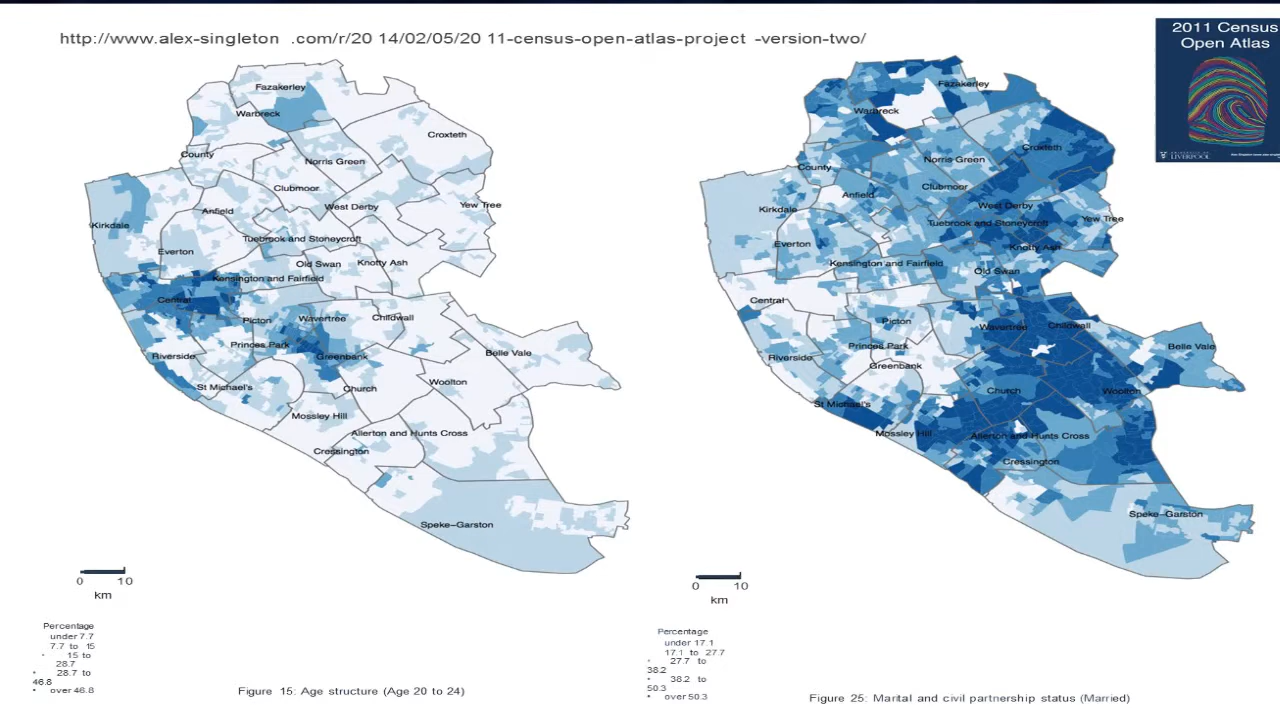 http://www.alex-singleton .com/r/20 14/02/05/20 11-census-open-atlas-project -version-two/
2011 Census
Open Atlas
LIVERPOOL
Fazakerley
Warbreck
Croxteth
County
Norris Green
Clubmoor
Anfield
West Derby
Yew Tree
Kirkdale
Tuebrook and Stoneycroft
Everton
Old Swan
Knotty Ash
Kensington and Fairfield
Central
Picton
Wavertree
Childwall
Princes Park
Riverside
Greenbank
Belle Vale
St Michael's
Church
Woolton
Mossley Hill
Allerton and Hunts Cross
Cressington
Speke–Garston
0 10
km
Percentage
under 7.7
7.7 to 15
15 to
28.7
28.7 to
46.8
over 46.8
Figure 15: Age structure (Age 20 to 24)
Fazakerley
Warbreck
Croxteth
Norris Green
County
Clubmoor
Anfield
West Derby
Kirkdale
Yew Tree
Tuebrook and Stoneycroft
Everton
Knotty Ash
Kensington and Fairfield
Old Swan
Central
Picton
Wavertree
Childwall
Princes Park
Belle Vale
Riverside
Greenbank
Church
Woolton
St Michael's
Mossley Hill
Allerton and Hunts Cross
Cressington
Speke–Garston
0 10
km
Percentage
under 17.1
17.1 to 27.7
27.7 to
38.2
38.2 to
50.3
over 50.3
Figure 25: Marital and civil partnership status (Married)